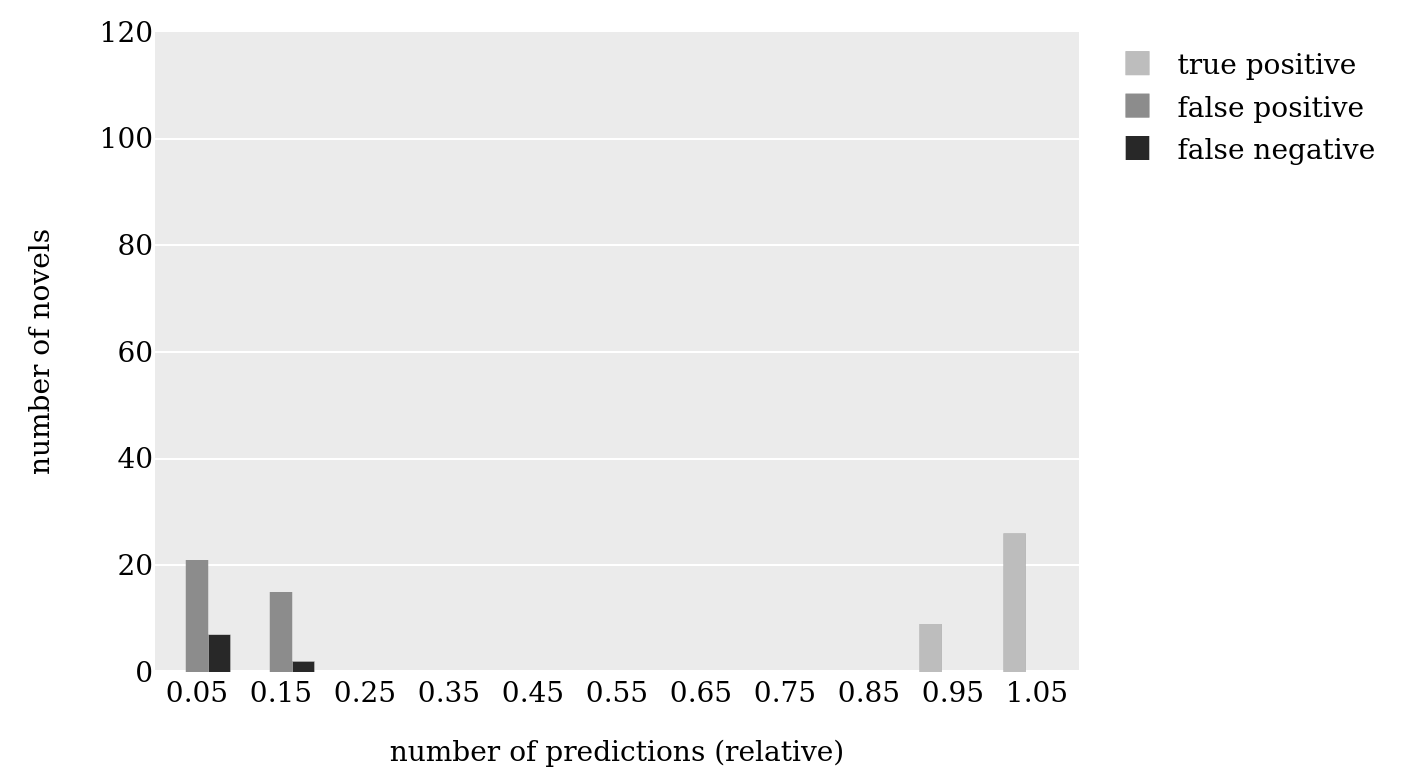 120
100
80
60
40
20
0
0.05 0.15 0.25 0.35 0.45 0.55 0.65 0.75 0.85 0.95 1.05
number of predictions (relative)
number of novels
true positive
false positive
false negative